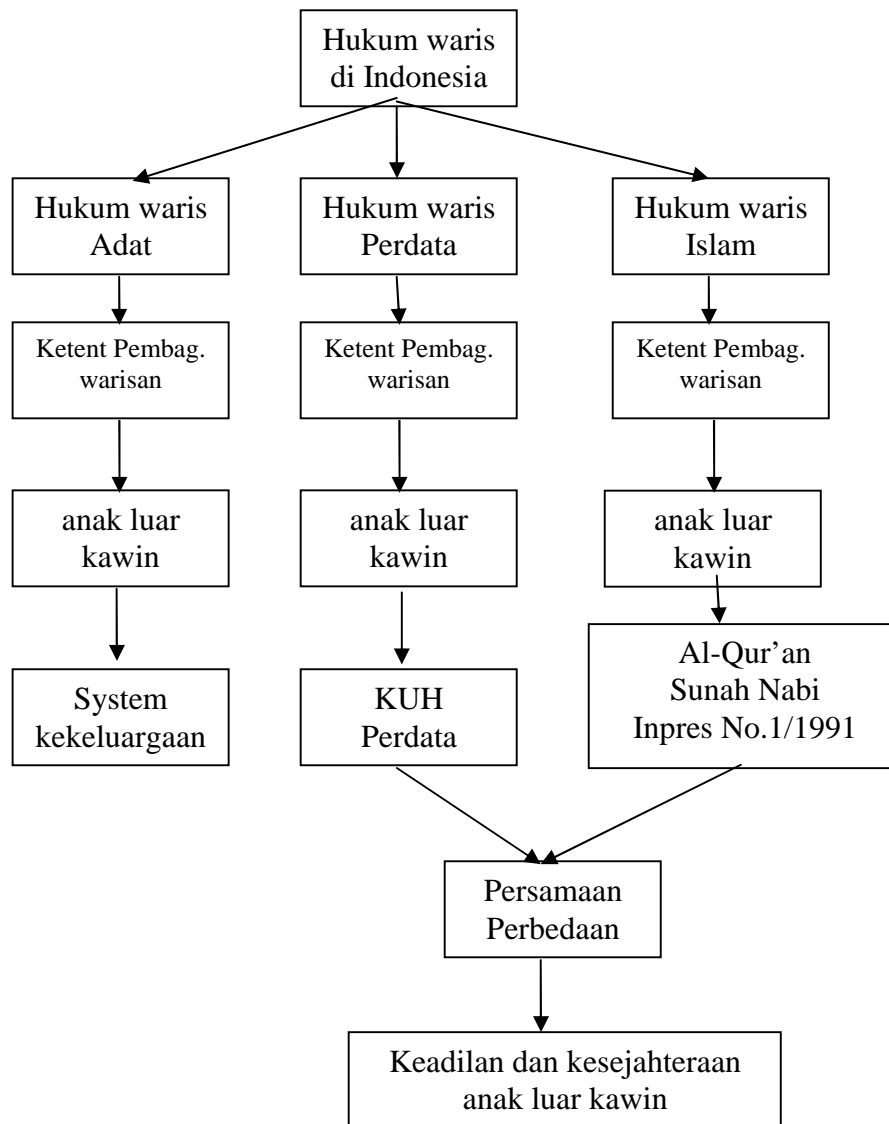 Hukum waris
di Indonesia
Hukum waris
Adat
Hukum waris
Perdata
Hukum waris
Islam
Ketent Pembag.
warisan
Ketent Pembag.
warisan
Ketent Pembag.
warisan
anak luar
kawin
anak luar
kawin
anak luar
kawin
System
kekeluargaan
KUH
Perdata
Al-Qur’an
Sunah Nabi
Inpres No.1/1991
Persamaan
Perbedaan
Keadilan dan kesejahteraan
anak luar kawin